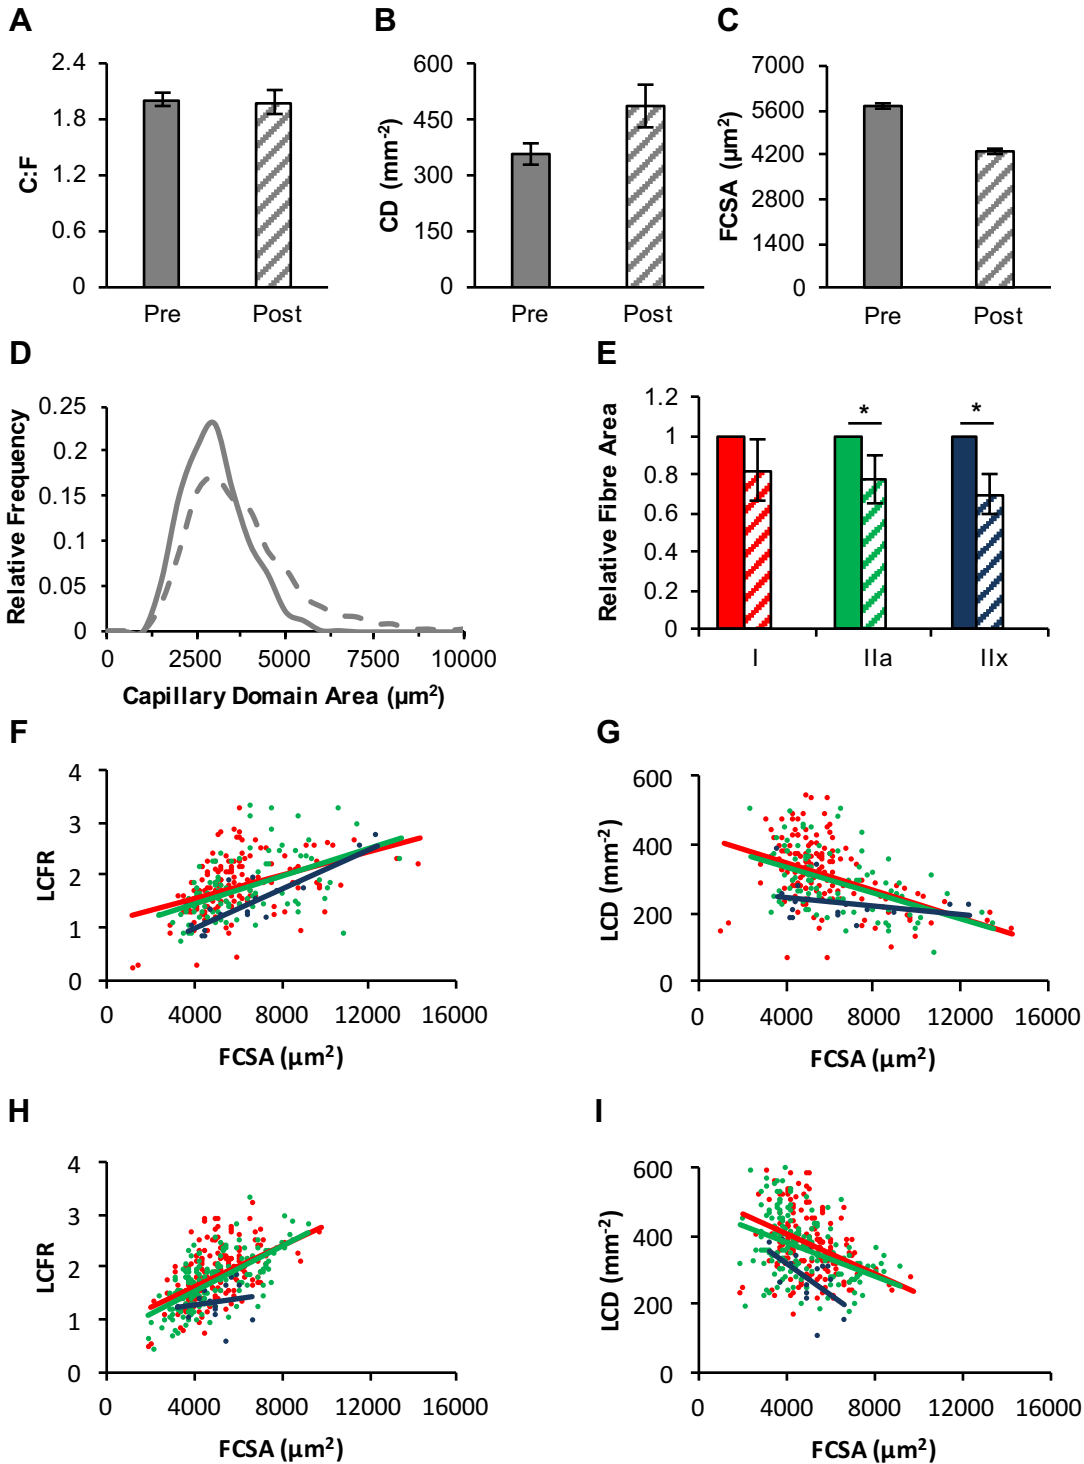 A
B
C
2.4
1.8
1.2
0.6
0
C:F
Pre
Post
600
450
300
150
0
CD (mm⁻²)
Pre
Post
7000
5600
4200
2800
1400
0
FCSA (μm²)
Pre
Post
D
E
0.25
0.2
0.15
0.1
0.05
0
Relative Frequency
0
2500
5000
7500
10000
Capillary Domain Area (μm²)
1.2
1
0.8
0.6
0.4
0.2
0
Relative Fibre Area
*
*
I
IIa
IIx
F
G
4
3
2
1
0
LCFR
0
4000
8000
12000
16000
FCSA (μm²)
600
400
200
0
LCD (mm⁻²)
0
4000
8000
12000
16000
FCSA (μm²)
H
I
4
3
2
1
0
LCFR
0
4000
8000
12000
16000
FCSA (μm²)
600
400
200
0
LCD (mm⁻²)
0
4000
8000
12000
16000
FCSA (μm²)